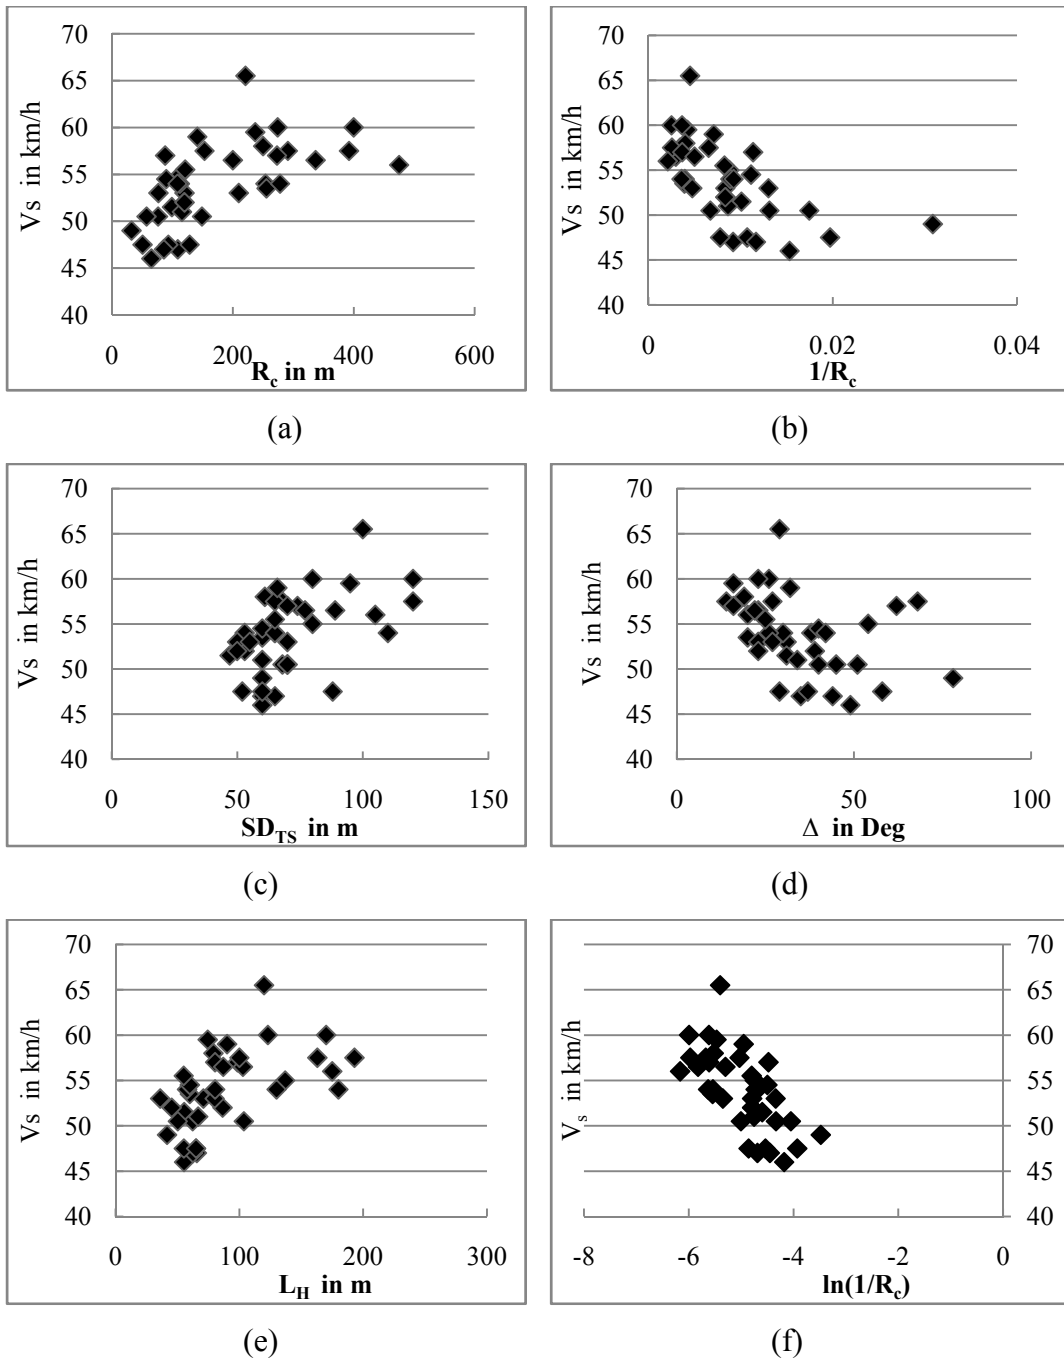 70
65
60
55
50
45
40
Vs in km/h
0 200 400 600
R_c in m
(a)
70
65
60
55
50
45
40
Vs in km/h
0 0.02 0.04
1/R_c
(b)
70
65
60
55
50
45
40
Vs in km/h
0 50 100 150
SD_TS in m
(c)
70
65
60
55
50
45
40
Vs in km/h
0 50 100
Δ in Deg
(d)
70
65
60
55
50
45
40
Vs in km/h
0 100 200 300
L_H in m
(e)
70
65
60
55
50
45
40
V_s in km/h
-8 -6 -4 -2 0
ln(1/R_c)
(f)